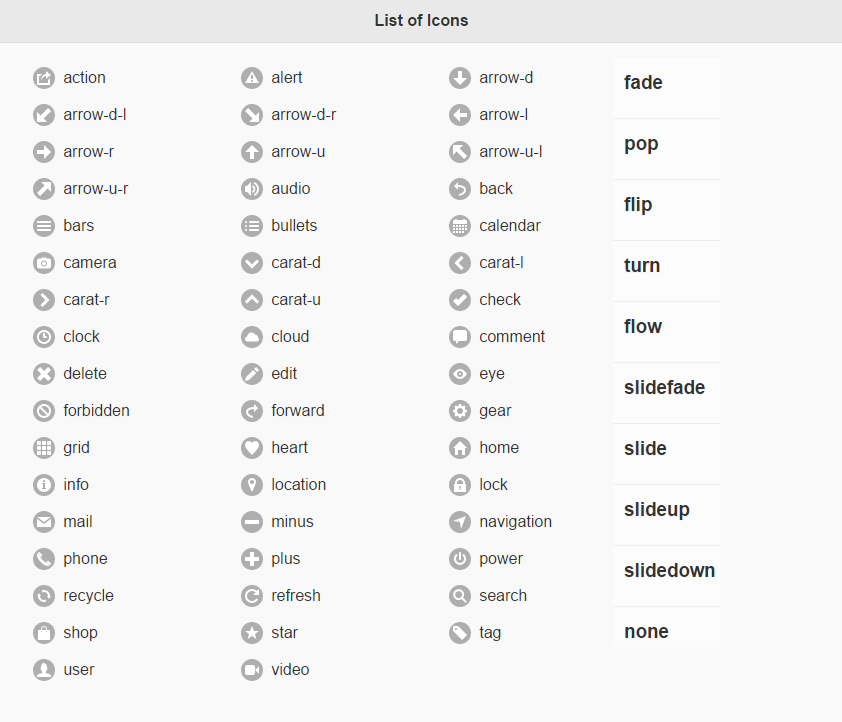 List of Icons
action alert arrow-d
arrow-d-l arrow-d-r arrow-l
arrow-r arrow-u arrow-u-l
arrow-u-r audio back
bars bullets calendar
camera carat-d carat-l
carat-r carat-u check
clock cloud comment
delete edit eye
forbidden forward gear
grid heart home
info location lock
mail minus navigation
phone plus power
recycle refresh search
shop star tag
user video
fade
pop
flip
turn
flow
slidefade
slide
slideup
slidedown
none